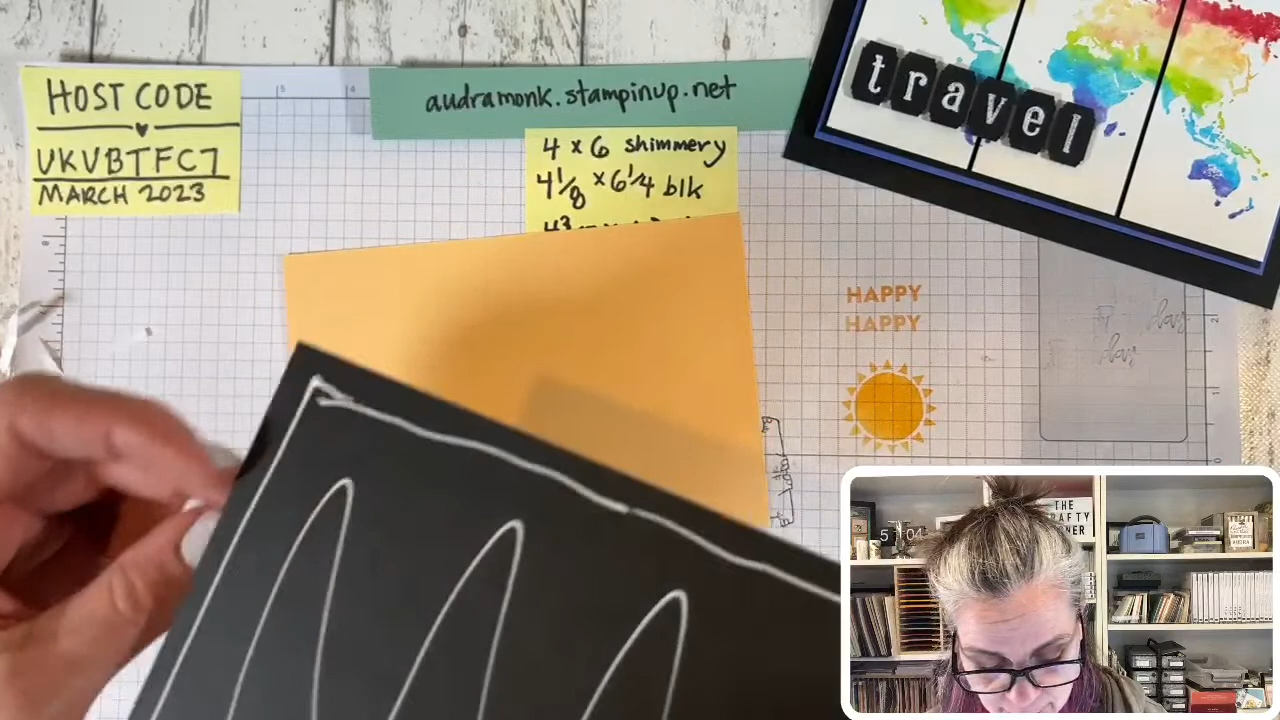 HOST CODE
VKVBTFC7
MARCH 2023
audramonk.stampinup.net
4 x 6 shimmery
4 1/8 x 6 1/4 blk
travel
HAPPY
HAPPY
THE
CRAFTY